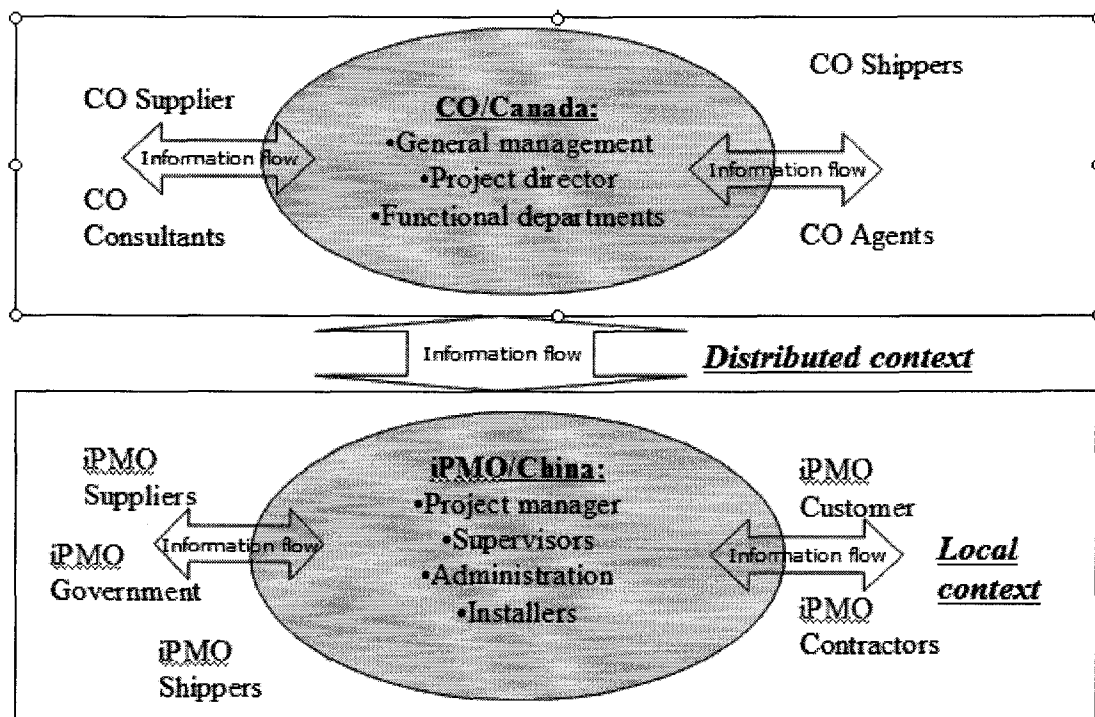 CO Shippers
CO Supplier
CO/Canada:
•General management
Information flow
Information flow
•Project director
CO
Consultants
•Functional departments
CO Agents
Information flow
Distributed context
iPMO
Suppliers
iPMO/China:
•Project manager
iPMO
Customer
•Supervisors
Information flow
Information flow
Local
context
iPMO
Government
•Administration
•Installers
iPMO
Contractors
iPMO
Shippers